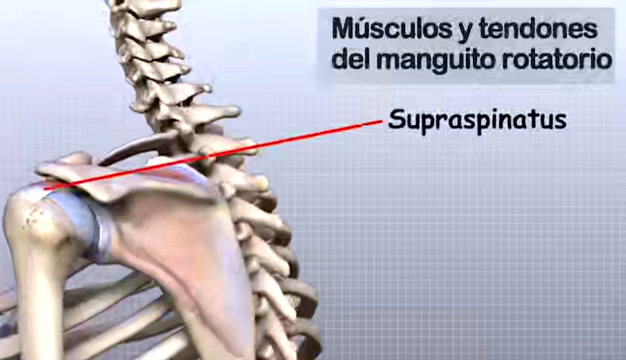 Músculos y tendones
del manguito rotatorio
Supraspinatus